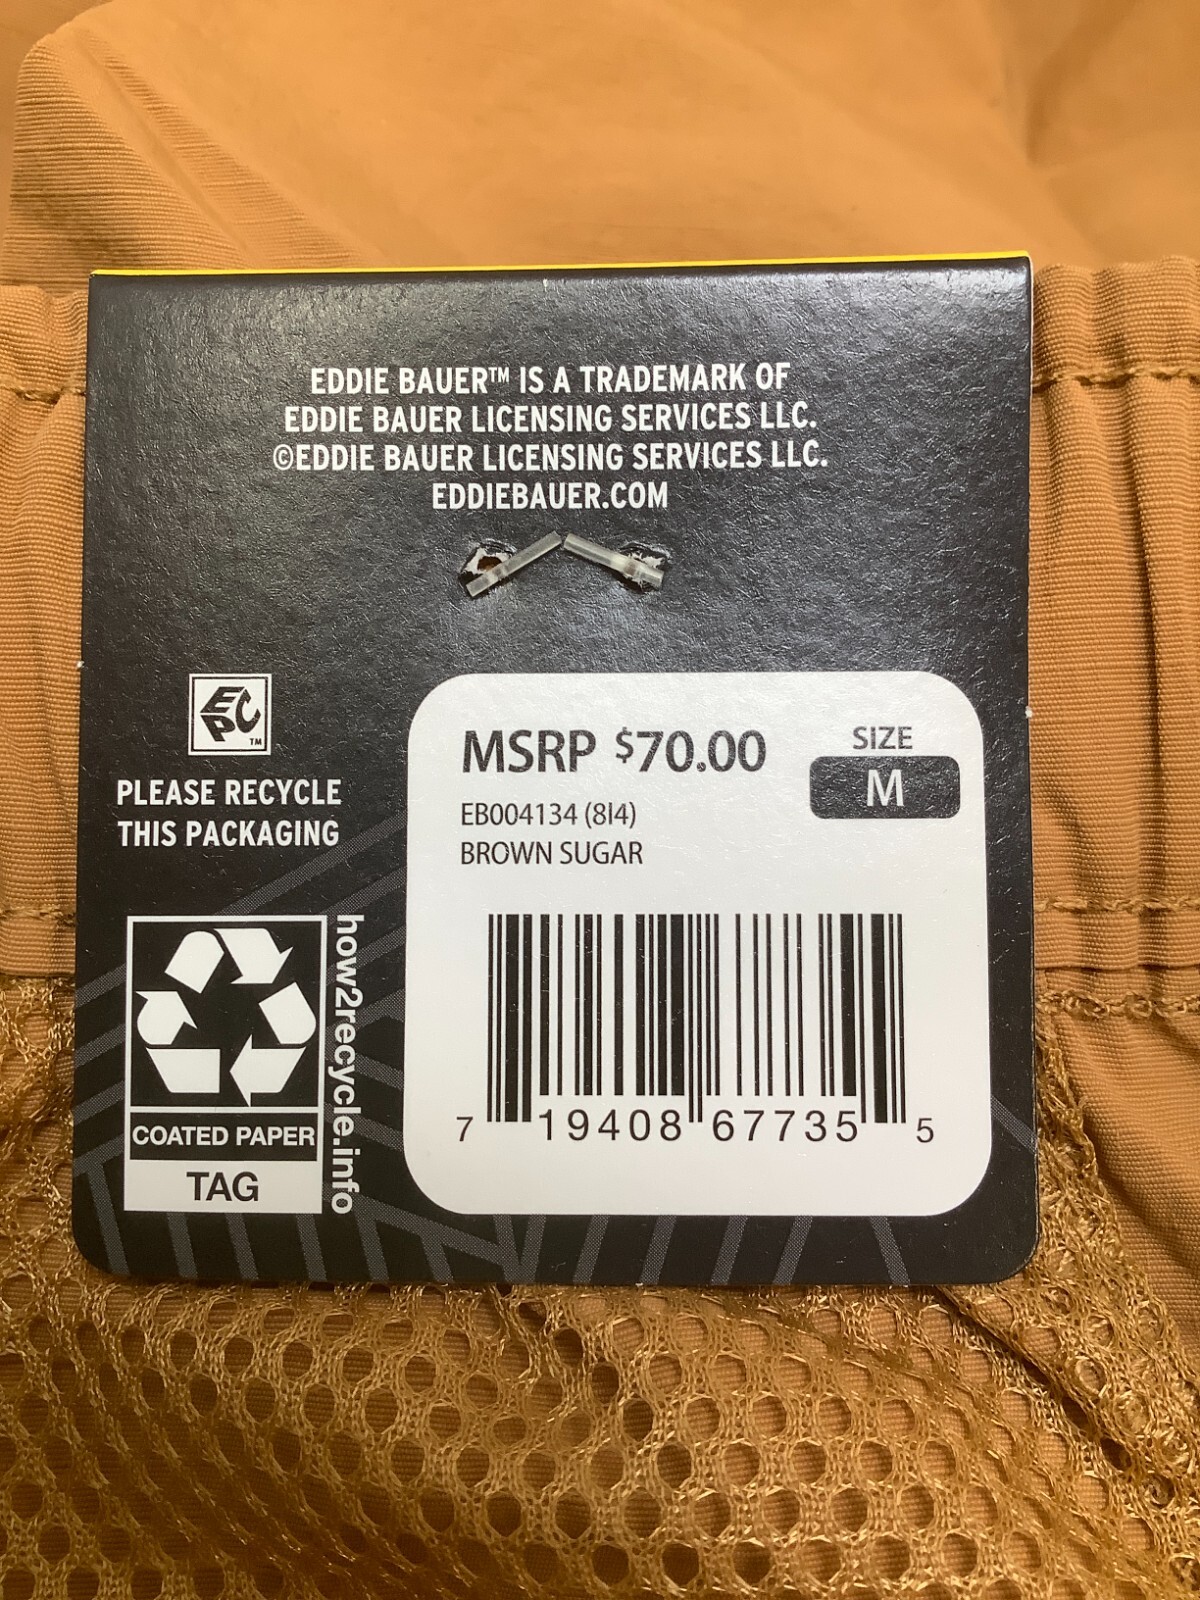 EDDIE BAUER™ IS A TRADEMARK OF
EDDIE BAUER LICENSING SERVICES LLC.
©EDDIE BAUER LICENSING SERVICES LLC.
EDDIEBAUER.COM
EPC
TM
PLEASE RECYCLE
THIS PACKAGING
how2recycle.info
COATED PAPER
TAG
MSRP $70.00
SIZE
M
EB004134 (8I4)
BROWN SUGAR
7 19408 67735 5